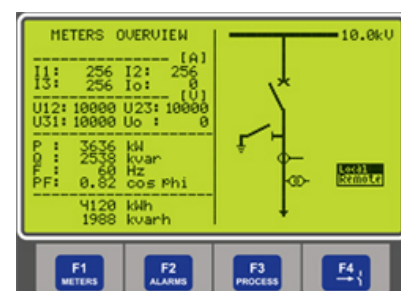 METERS OVERVIEW
[A]
I1: 256 I2: 256
I3: 256 Io: 0
[U]
U12: 10000 U23: 10000
U31: 10000 Uo : 0
P : 3636 kW
Q : 2538 kvar
F : 60 Hz
PF: 0.82 cos Phi
4120 kWh
1988 kvarh
10.0kV
Local
Remote
F1
METERS
F2
ALARMS
F3
PROCESS
F4